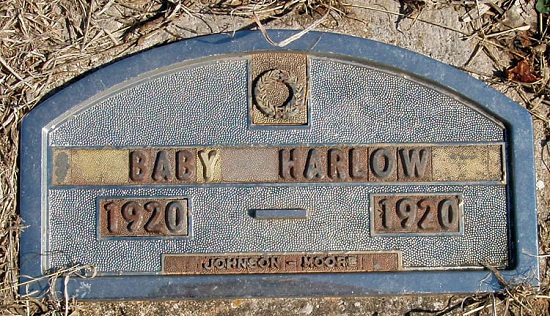 BABY HARLOW
1920 — 1920
JOHNSON - MOORE